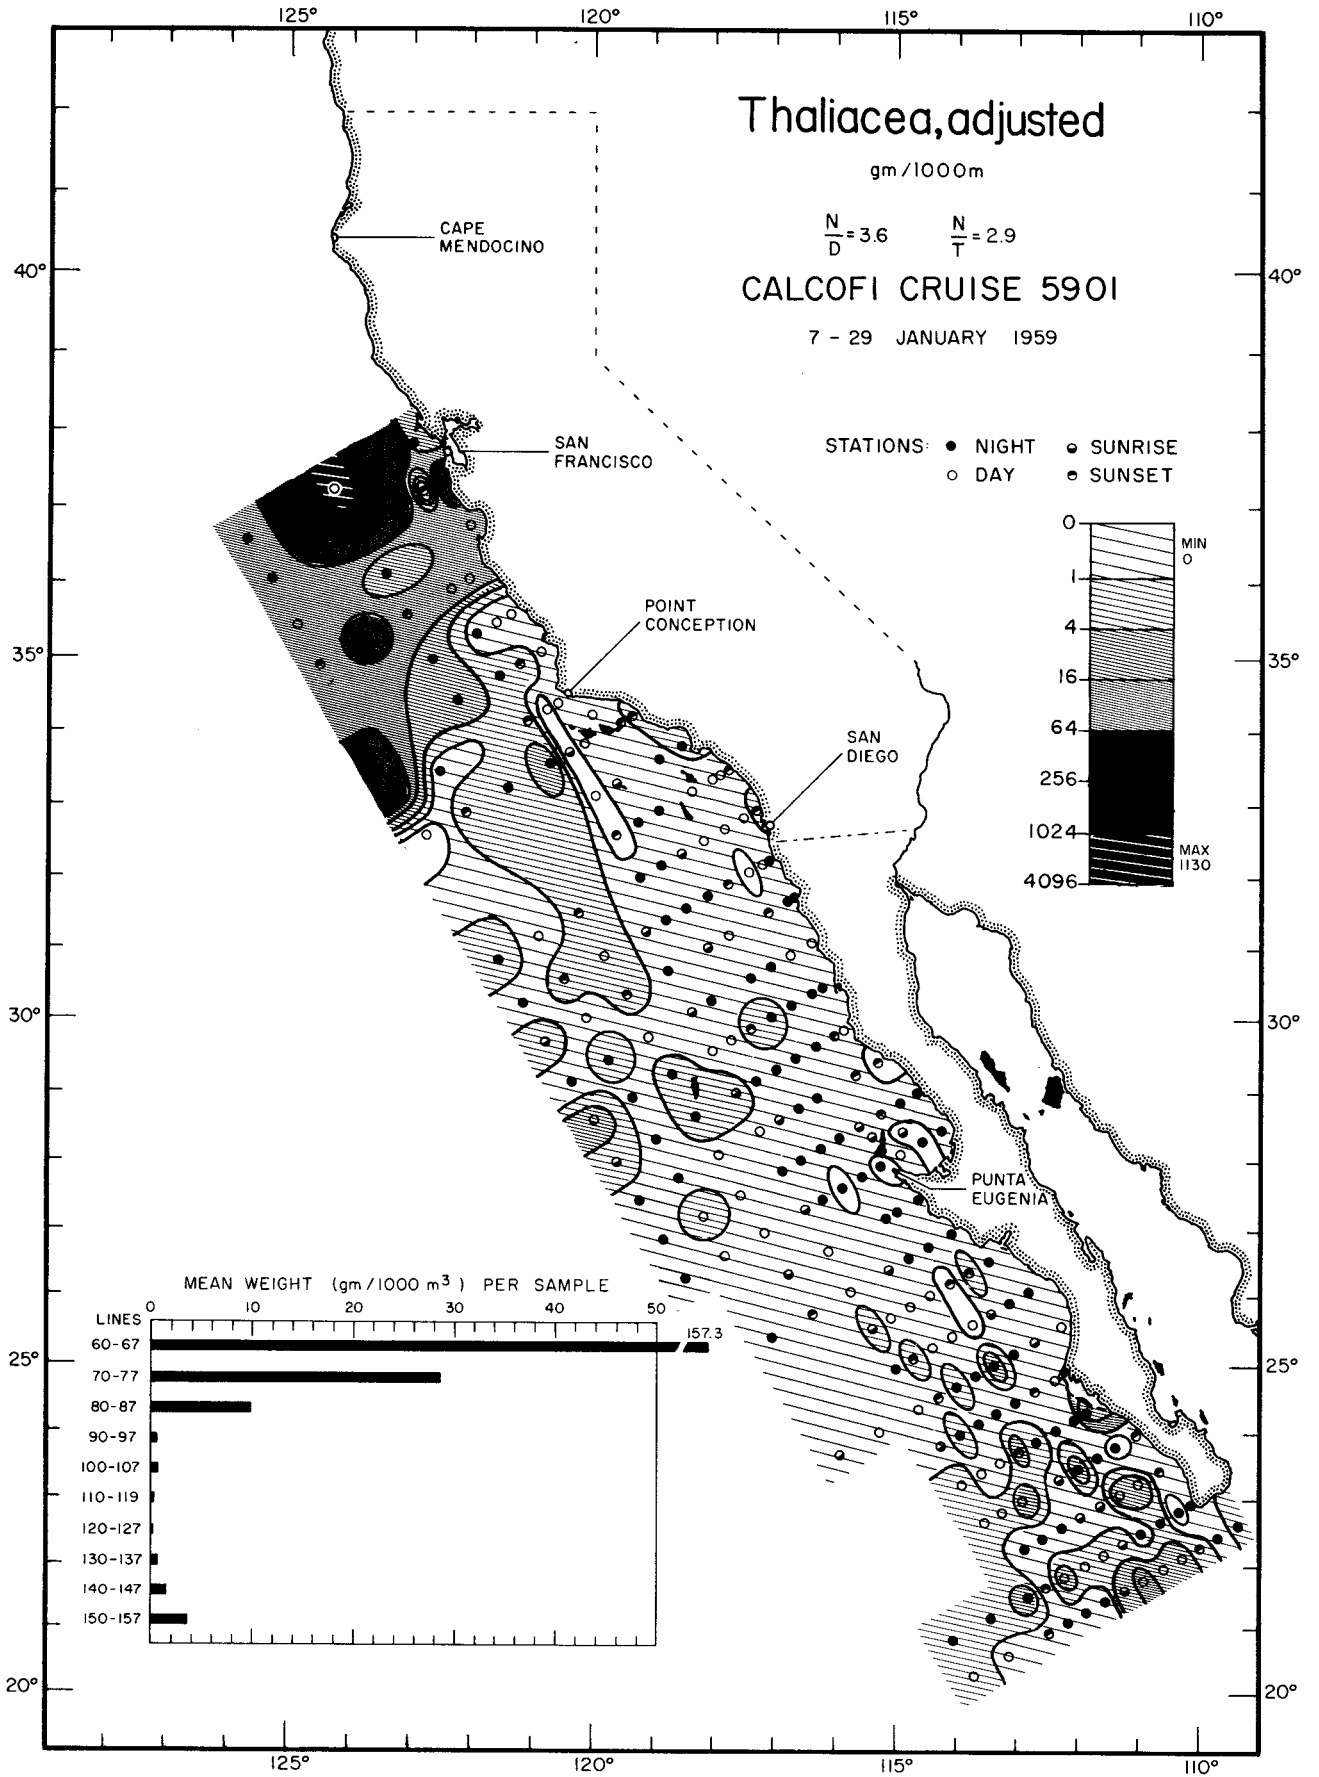 125° 120° 115° 110°
Thaliacea, adjusted
gm/1000m
N/D = 3.6 N/T = 2.9
CALCOFI CRUISE 5901
7 - 29 JANUARY 1959
CAPE
MENDOCINO
40° 40°
STATIONS: NIGHT SUNRISE
DAY SUNSET
SAN
FRANCISCO
0
1
4
16
64
256
1024
4096
MIN
0
MAX
1130
POINT
CONCEPTION
35° 35°
SAN
DIEGO
30° 30°
PUNTA
EUGENIA
MEAN WEIGHT (gm/1000 m³) PER SAMPLE
0 10 20 30 40 50
LINES
60-67 157.3
70-77
80-87
90-97
100-107
110-119
120-127
130-137
140-147
150-157
25° 25°
20° 20°
125° 120° 115° 110°